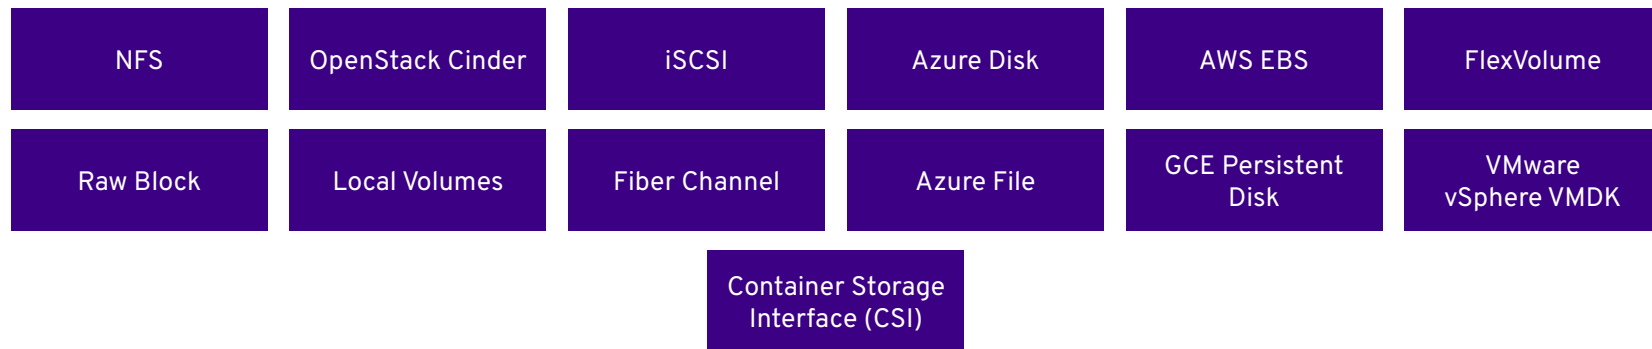 NFS
OpenStack Cinder
iSCSI
Azure Disk
AWS EBS
FlexVolume
Raw Block
Local Volumes
Fiber Channel
Azure File
GCE Persistent
Disk
VMware
vSphere VMDK
Container Storage
Interface (CSI)